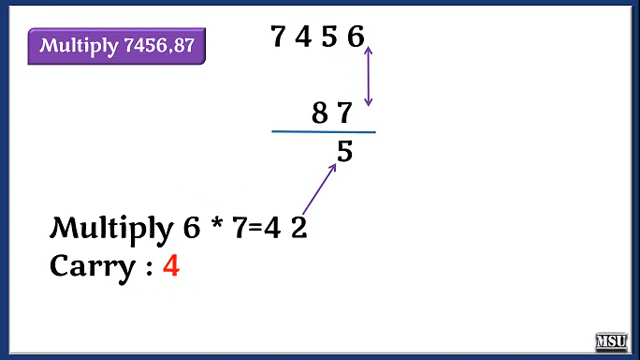 Multiply 7456,87
7 4 5 6
8 7
5
Multiply 6 * 7=4 2
Carry : 4
MSU